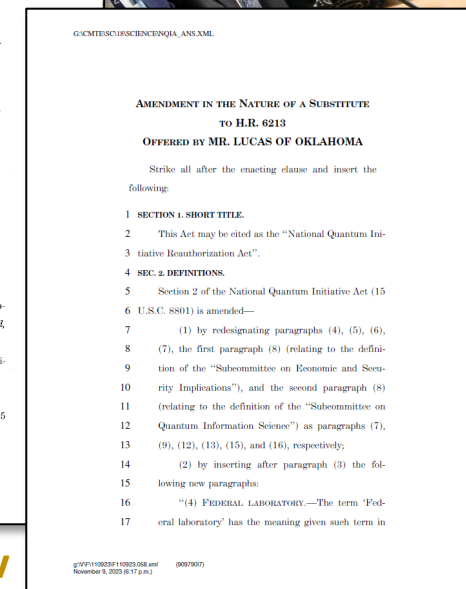 G:\CMTE\SC\18\SCIENCE\NQIA_ANS.XML
AMENDMENT IN THE NATURE OF A SUBSTITUTE
TO H.R. 6213
OFFERED BY MR. LUCAS OF OKLAHOMA
Strike all after the enacting clause and insert the
following:
1 SECTION 1. SHORT TITLE.
2 This Act may be cited as the "National Quantum Ini-
3 tiative Reauthorization Act".
4 SEC. 2. DEFINITIONS.
5 Section 2 of the National Quantum Initiative Act (15
6 U.S.C. 8801) is amended—
7 (1) by redesignating paragraphs (4), (5), (6),
8 (7), the first paragraph (8) (relating to the defini-
9 tion of the "Subcommittee on Economic and Secu-
10 rity Implications"), and the second paragraph (8)
11 (relating to the definition of the "Subcommittee on
12 Quantum Information Science") as paragraphs (7),
13 (9), (12), (13), (15), and (16), respectively;
14 (2) by inserting after paragraph (3) the fol-
15 lowing new paragraphs:
16 "(4) FEDERAL LABORATORY.—The term 'Fed-
17 eral laboratory' has the meaning given such term in
g:\V\F\110923\F110923.058.xml (909790I7)
November 9, 2023 (6:17 p.m.)